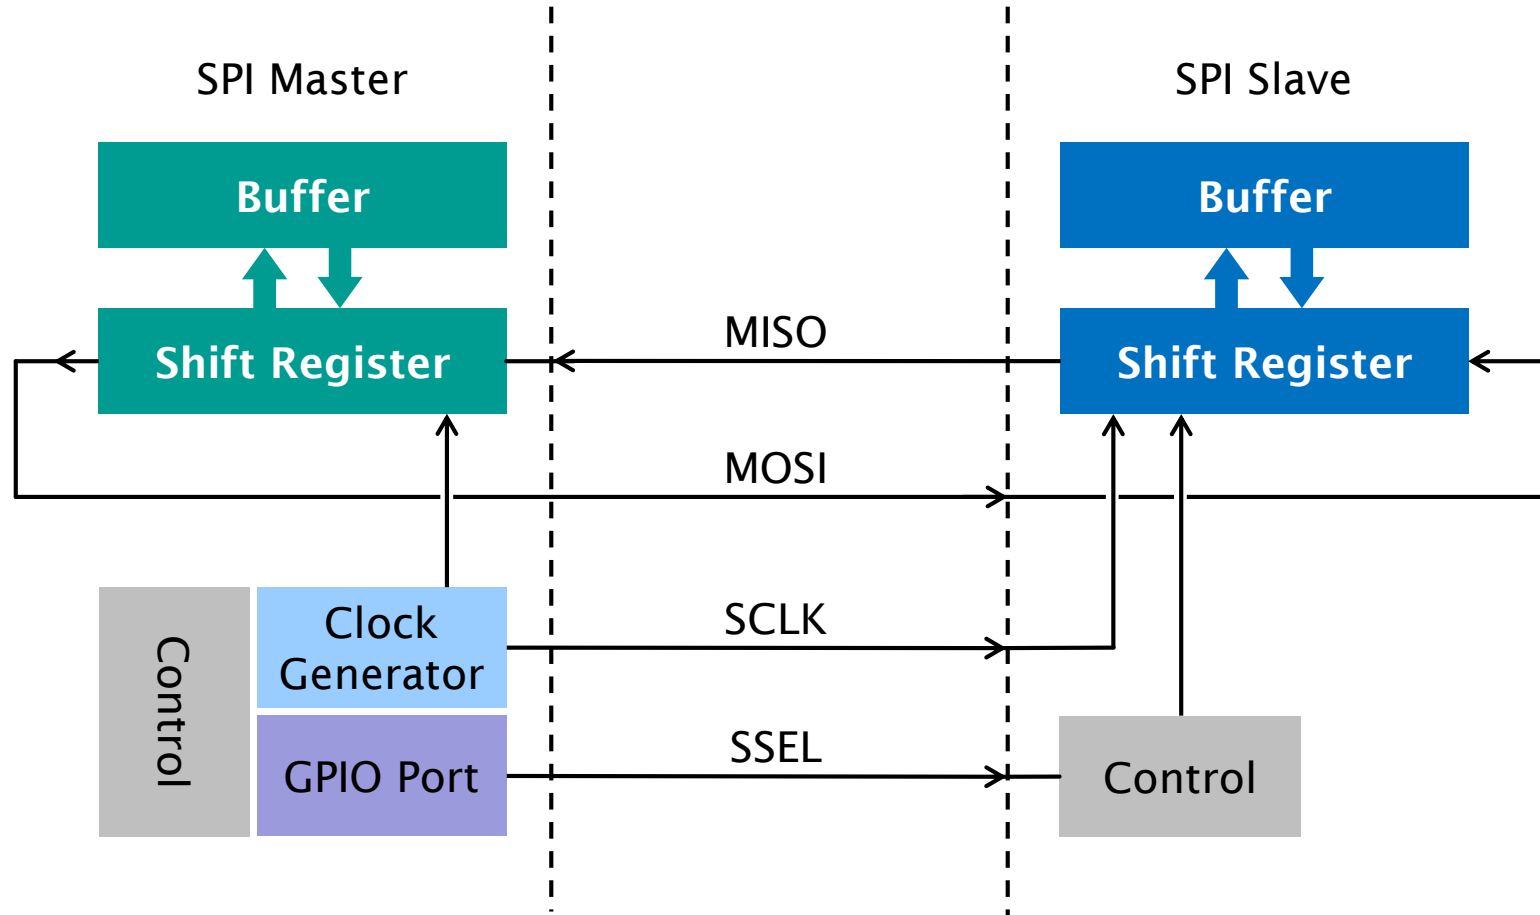 SPI Master
SPI Slave
Buffer
Buffer
Shift Register
MISO
Shift Register
MOSI
Control
Clock
Generator
SCLK
GPIO Port
SSEL
Control